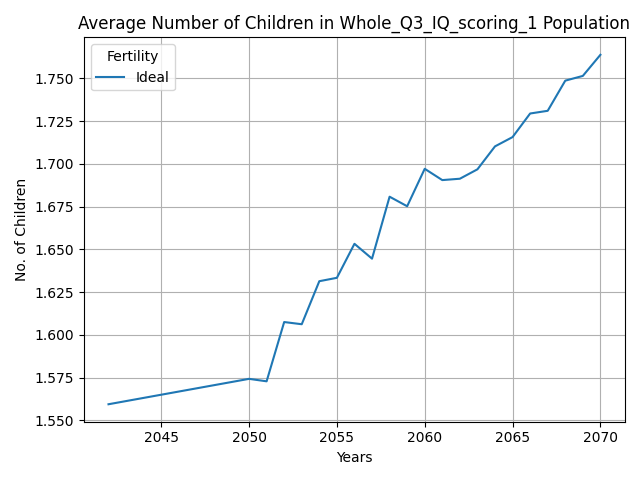 Average Number of Children in Whole_Q3_IQ_scoring_1 Population
Fertility
Ideal
No. of Children
1.750
1.725
1.700
1.675
1.650
1.625
1.600
1.575
1.550
2045 2050 2055 2060 2065 2070
Years